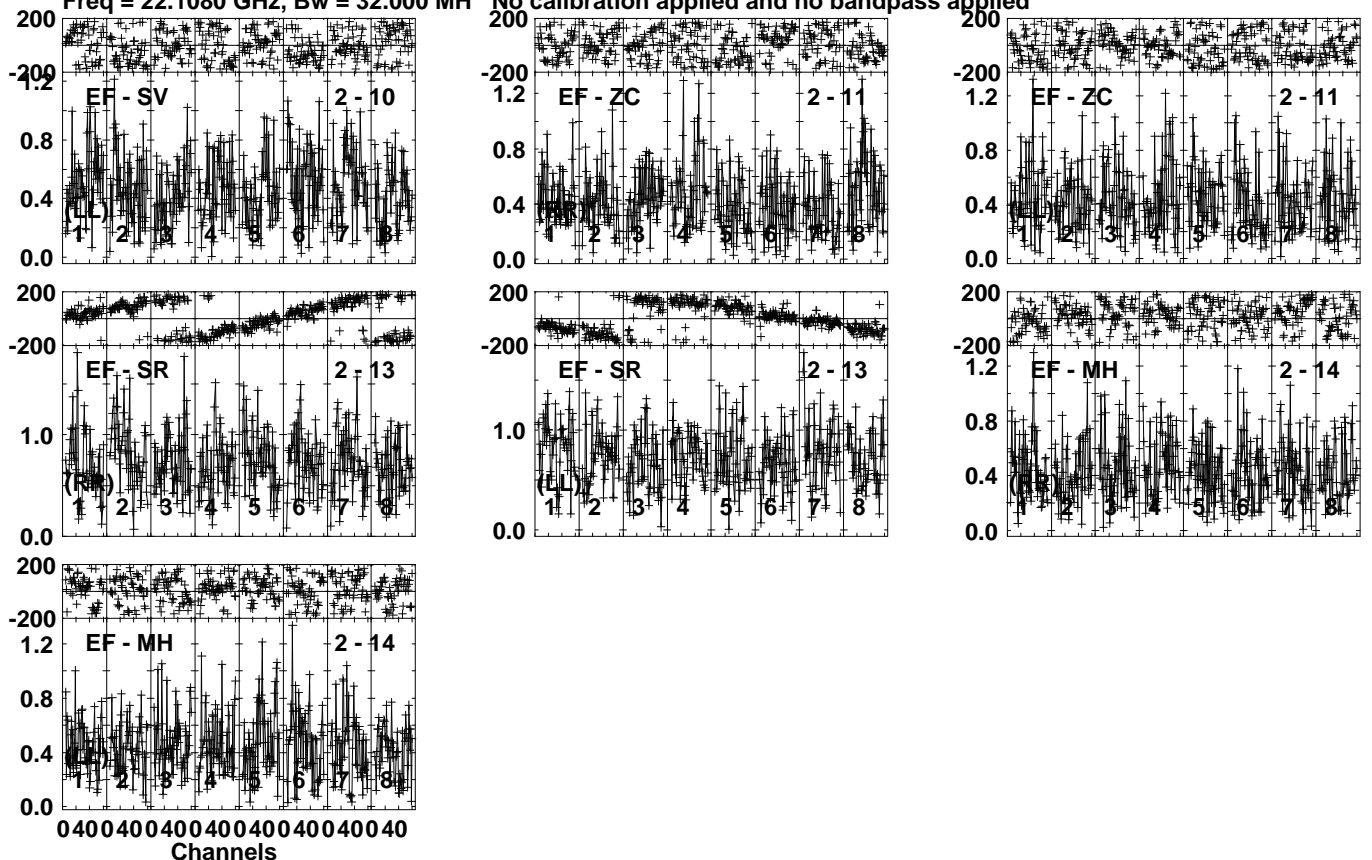 Freq = 22.1080 GHz, Bw = 32.000 MH No calibration applied and no bandpass applied
200
-200
1.2
0.8
0.4
0.0
EF - SV 2 - 10
(LL)
1 2 3 4 5 6 7 8
200
-200
1.2
0.8
0.4
0.0
EF - ZC 2 - 11
(RR)
1 2 3 4 5 6 7 8
200
-200
1.2
0.8
0.4
0.0
EF - ZC 2 - 11
(LL)
1 2 3 4 5 6 7 8
200
-200
1.0
0.0
EF - SR 2 - 13
(RR)
1 2 3 4 5 6 7 8
200
-200
1.0
0.0
EF - SR 2 - 13
(LL)
1 2 3 4 5 6 7 8
200
-200
1.2
0.8
0.4
0.0
EF - MH 2 - 14
(RR)
1 2 3 4 5 6 7 8
200
-200
1.2
0.8
0.4
0.0
EF - MH 2 - 14
(LL)
1 2 3 4 5 6 7 8
0 40 0 40 0 40 0 40 0 40 0 40 0 40 0 40
Channels